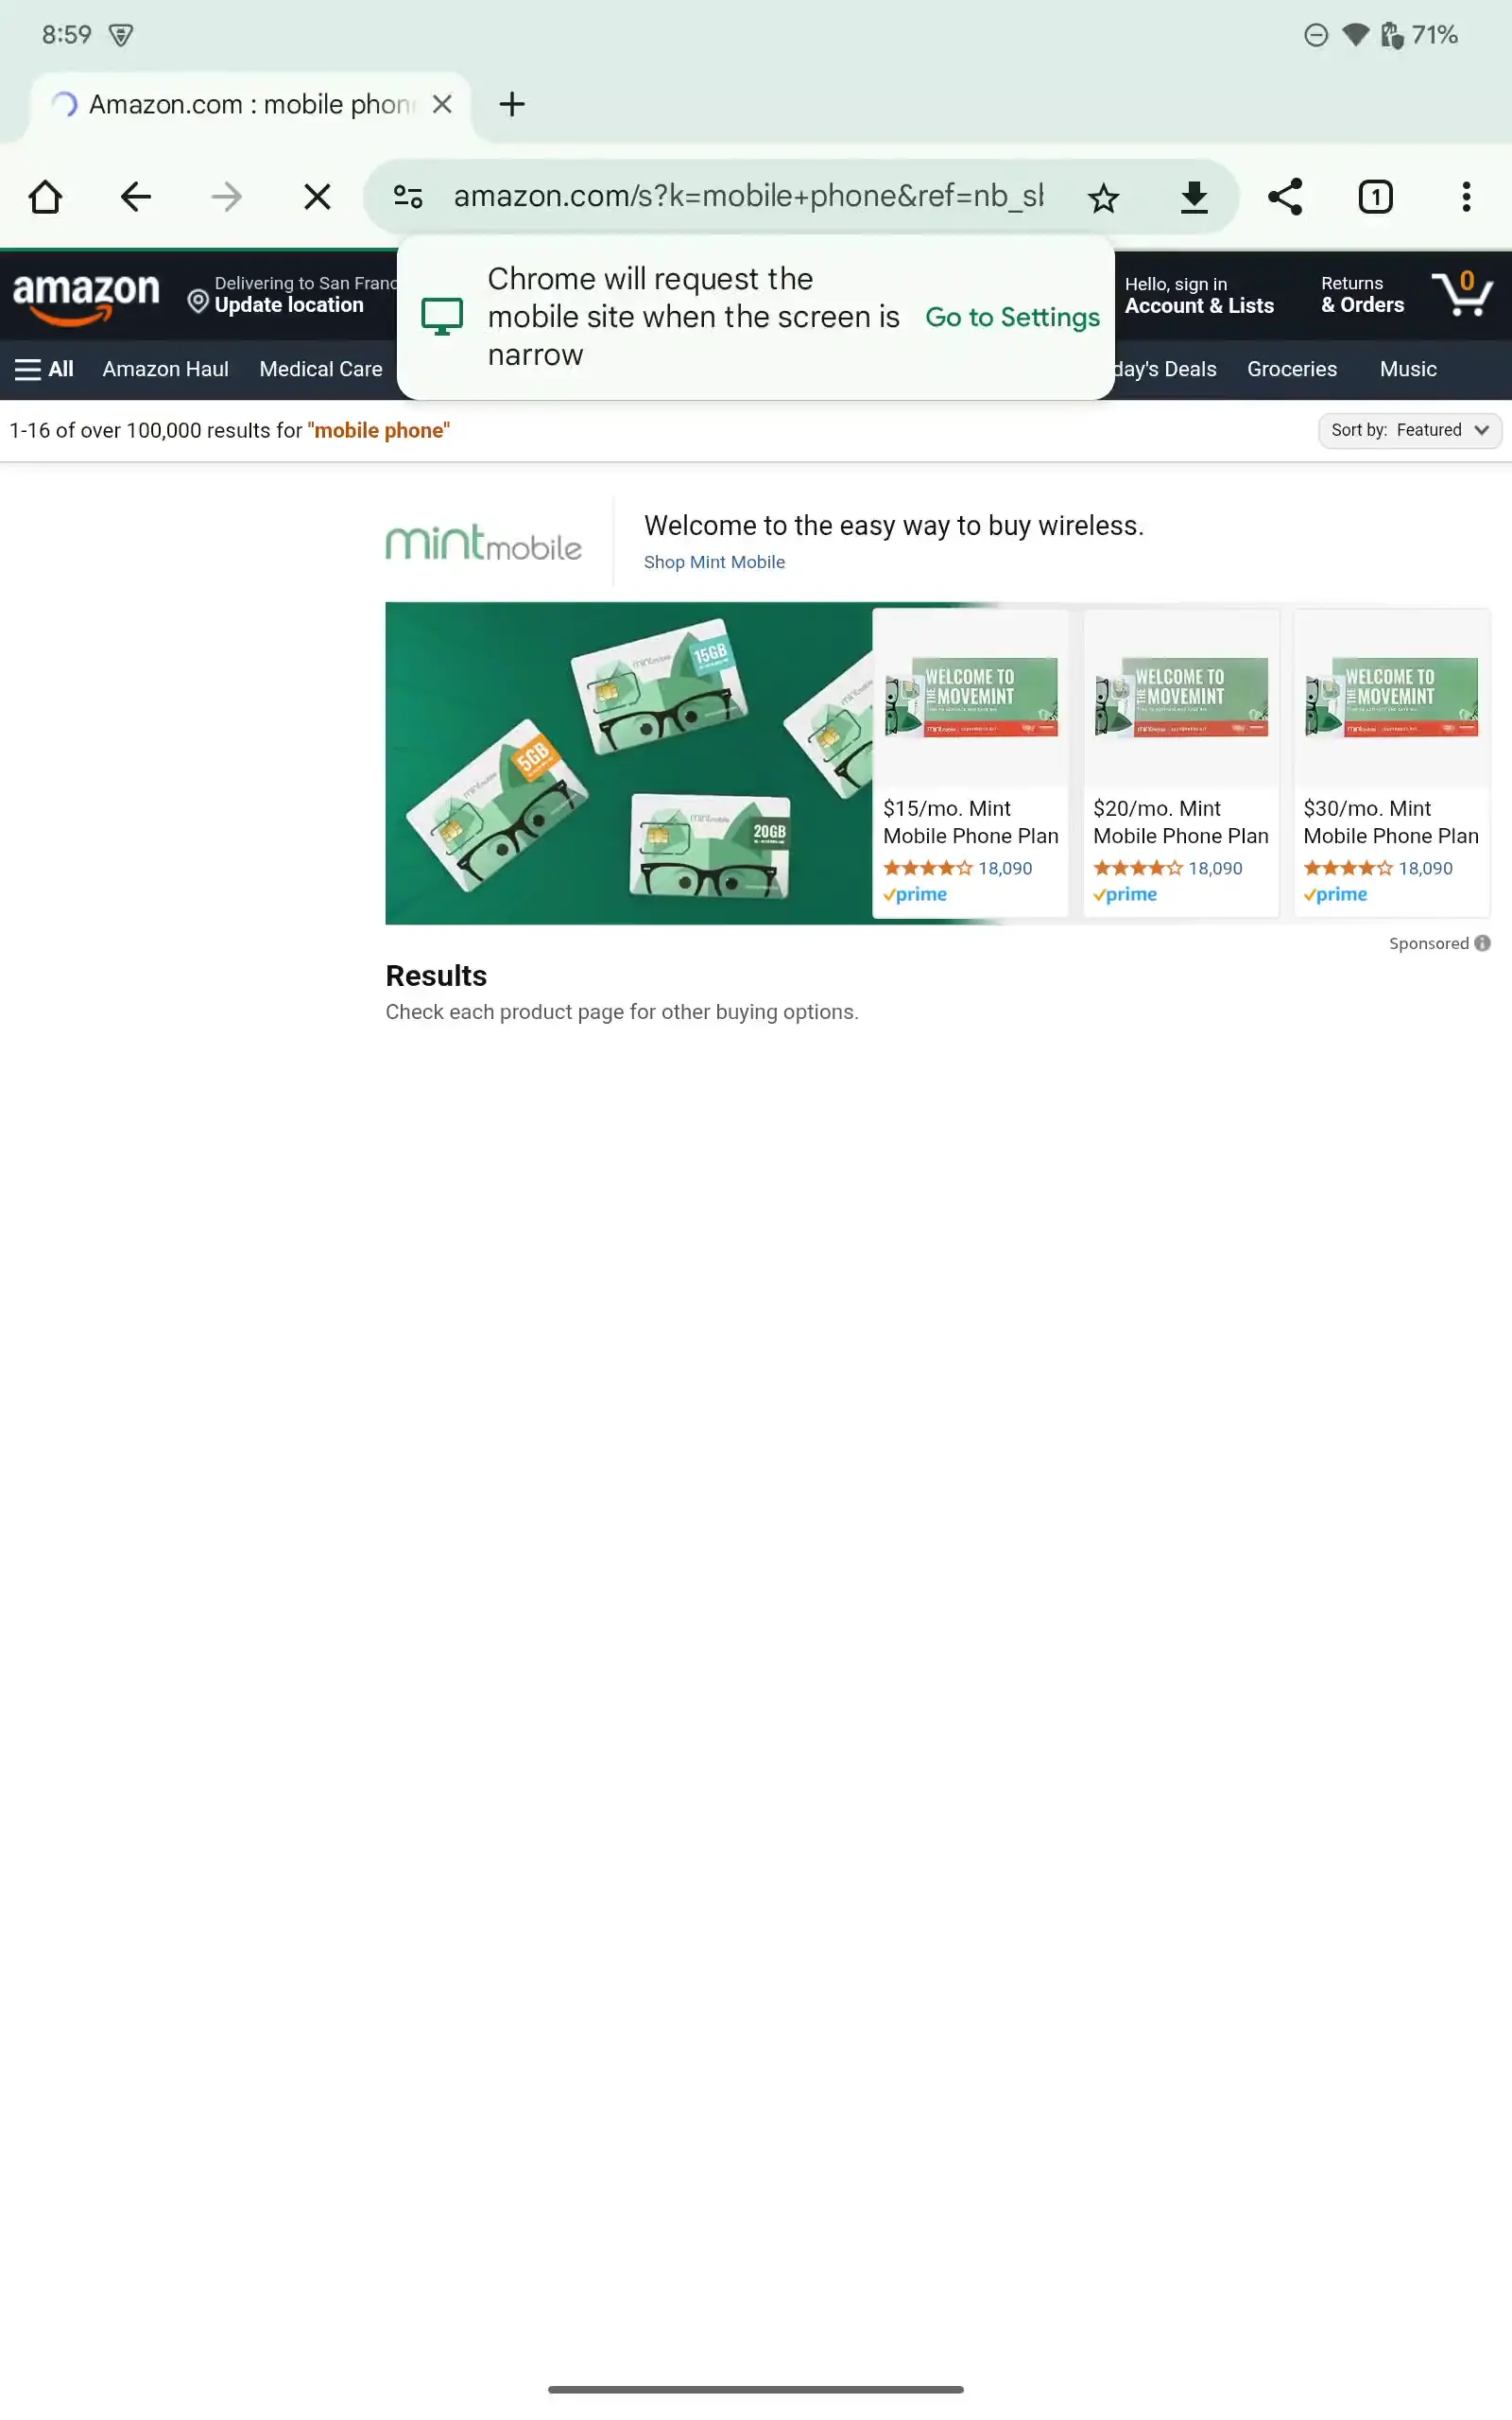 8:59
71%
Amazon.com : mobile phon
amazon.com/s?k=mobile+phone&ref=nb_sl
1
Chrome will request the
mobile site when the screen is
narrow
Go to Settings
amazon
Delivering to San Franc
Update location
Hello, sign in
Account & Lists
Returns
& Orders
0
All
Amazon Haul
Medical Care
day's Deals
Groceries
Music
1-16 of over 100,000 results for "mobile phone"
Sort by: Featured
mintmobile
Welcome to the easy way to buy wireless.
Shop Mint Mobile
15GB
5GB
20GB
WELCOME TO
THE MOVEMINT
WELCOME TO
THE MOVEMINT
WELCOME TO
THE MOVEMINT
$15/mo. Mint
Mobile Phone Plan
18,090
prime
$20/mo. Mint
Mobile Phone Plan
18,090
prime
$30/mo. Mint
Mobile Phone Plan
18,090
prime
Sponsored
Results
Check each product page for other buying options.